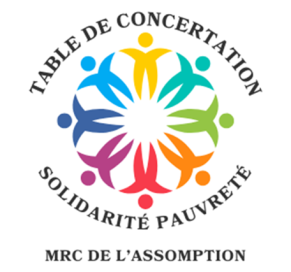 TABLE DE CONCERTATION
SOLIDARITÉ PAUVRETÉ
MRC DE L'ASSOMPTION